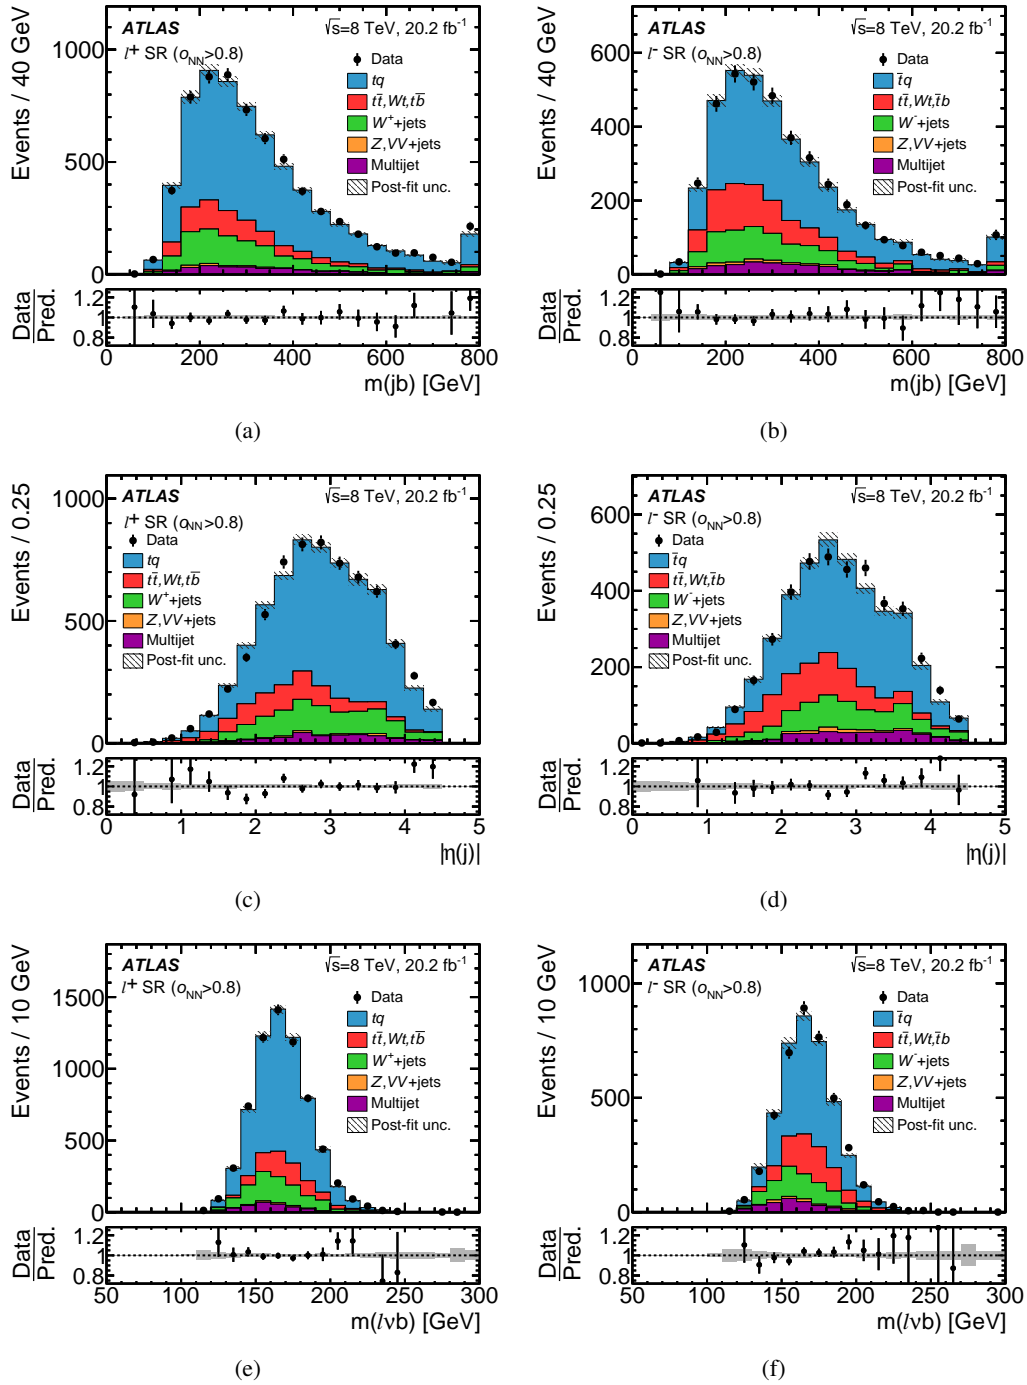 ATLAS
√s=8 TeV, 20.2 fb⁻¹
l⁺ SR (o_NN>0.8)
Data
tq
tt̄,Wt,tb̄
W⁺+jets
Z,VV+jets
Multijet
Post-fit unc.
Events / 40 GeV
1000
500
0
Data
Pred.
1.2
1
0.8
0 200 400 600 800
m(jb) [GeV]
(a)
ATLAS
√s=8 TeV, 20.2 fb⁻¹
l⁻ SR (o_NN>0.8)
Data
t̄q
tt̄,Wt,t̄b
W⁻+jets
Z,VV+jets
Multijet
Post-fit unc.
Events / 40 GeV
600
400
200
0
Data
Pred.
1.2
1
0.8
0 200 400 600 800
m(jb) [GeV]
(b)
ATLAS
√s=8 TeV, 20.2 fb⁻¹
l⁺ SR (o_NN>0.8)
Data
tq
tt̄,Wt,tb̄
W⁺+jets
Z,VV+jets
Multijet
Post-fit unc.
Events / 0.25
1000
500
0
Data
Pred.
1.2
1
0.8
0 1 2 3 4 5
|η(j)|
(c)
ATLAS
√s=8 TeV, 20.2 fb⁻¹
l⁻ SR (o_NN>0.8)
Data
t̄q
tt̄,Wt,t̄b
W⁻+jets
Z,VV+jets
Multijet
Post-fit unc.
Events / 0.25
600
400
200
0
Data
Pred.
1.2
1
0.8
0 1 2 3 4 5
|η(j)|
(d)
ATLAS
√s=8 TeV, 20.2 fb⁻¹
l⁺ SR (o_NN>0.8)
Data
tq
tt̄,Wt,tb̄
W⁺+jets
Z,VV+jets
Multijet
Post-fit unc.
Events / 10 GeV
1500
1000
500
0
Data
Pred.
1.2
1
0.8
50 100 150 200 250 300
m(lνb) [GeV]
(e)
ATLAS
√s=8 TeV, 20.2 fb⁻¹
l⁻ SR (o_NN>0.8)
Data
t̄q
tt̄,Wt,t̄b
W⁻+jets
Z,VV+jets
Multijet
Post-fit unc.
Events / 10 GeV
1000
500
0
Data
Pred.
1.2
1
0.8
50 100 150 200 250 300
m(lνb) [GeV]
(f)